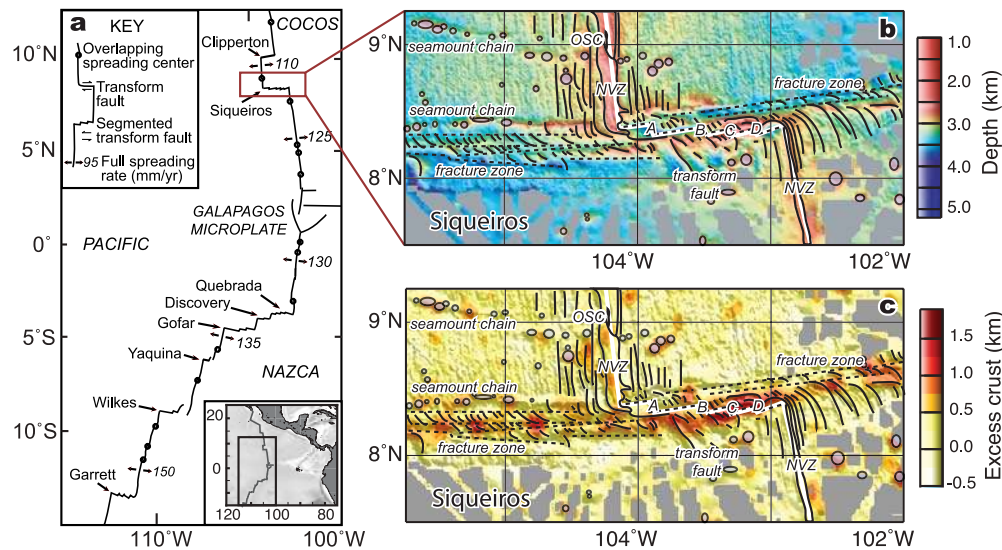 a
KEY
Overlapping
spreading center
Transform
fault
Segmented
transform fault
95 Full spreading
rate (mm/yr)
10°N
5°N
0°
5°S
10°S
110°W
100°W
COCOS
Clipperton
110
Siqueiros
125
GALAPAGOS
MICROPLATE
PACIFIC
130
Quebrada
Discovery
Gofar
135
Yaquina
NAZCA
Wilkes
150
Garrett
20
0
120
100
80
b
9°N
8°N
seamount chain
OSC
NVZ
fracture zone
seamount chain
A
B
C
D
fracture zone
transform
fault
NVZ
Siqueiros
104°W
102°W
1.0
2.0
3.0
4.0
5.0
Depth (km)
c
9°N
8°N
seamount chain
OSC
NVZ
fracture zone
seamount chain
A
B
C
D
fracture zone
transform
fault
NVZ
Siqueiros
104°W
102°W
1.5
1.0
0.5
0.0
-0.5
Excess crust (km)